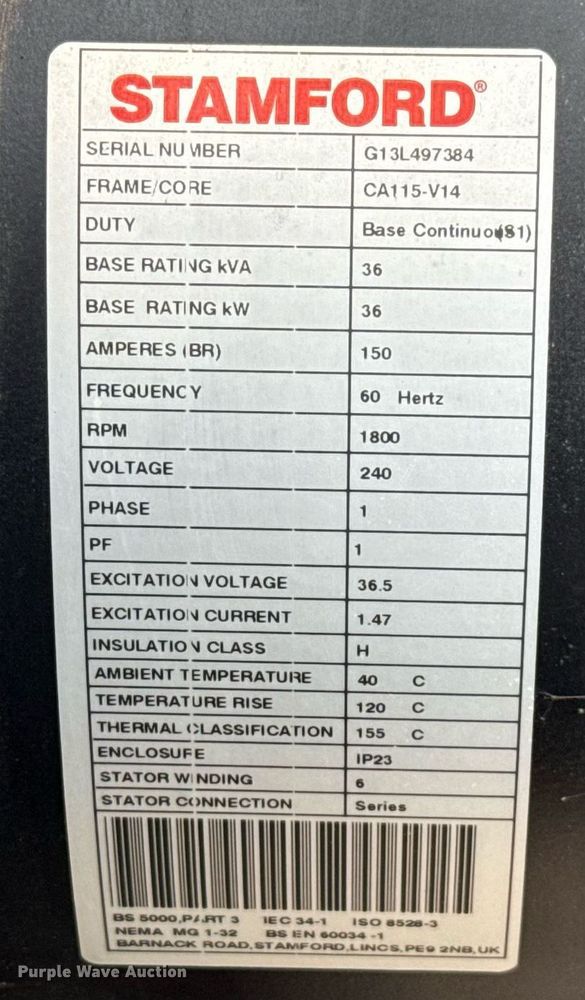 STAMFORD®
SERIAL NUMBER G13L497384
FRAME/CORE CA115-V14
DUTY Base Continuous(S1)
BASE RATING kVA 36
BASE RATING kW 36
AMPERES (BR) 150
FREQUENCY 60 Hertz
RPM 1800
VOLTAGE 240
PHASE 1
PF 1
EXCITATION VOLTAGE 36.5
EXCITATION CURRENT 1.47
INSULATION CLASS H
AMBIENT TEMPERATURE 40 C
TEMPERATURE RISE 120 C
THERMAL CLASSIFICATION 155 C
ENCLOSURE IP23
STATOR WINDING 6
STATOR CONNECTION Series
BS 5000,PART 3 IEC 34-1 ISO 8528-3
NEMA MG 1-32 BS EN 60034 -1
BARNACK ROAD,STAMFORD,LINCS,PE9 2NB,UK
Purple Wave Auction